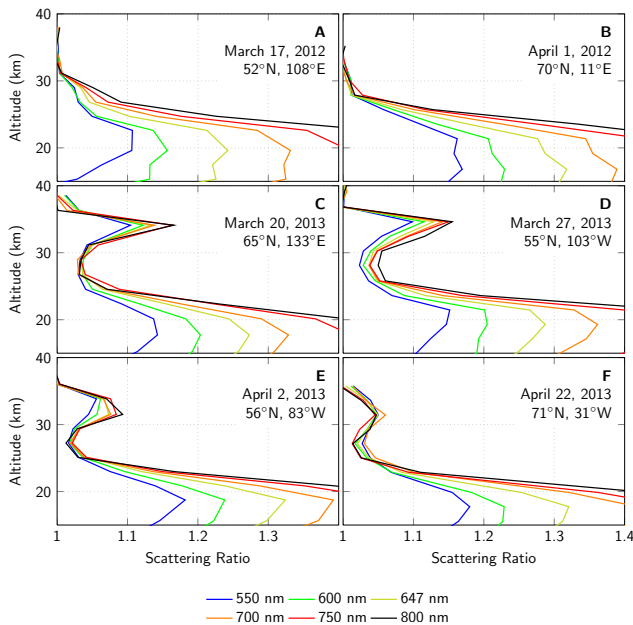 40
A
B
March 17, 2012
April 1, 2012
52°N, 108°E
70°N, 11°E
30
Altitude (km)
20
40
C
D
March 20, 2013
March 27, 2013
65°N, 133°E
55°N, 103°W
30
Altitude (km)
20
40
E
F
April 2, 2013
April 22, 2013
56°N, 83°W
71°N, 31°W
30
Altitude (km)
20
1 1.1 1.2 1.3 1 1.1 1.2 1.3 1.4
Scattering Ratio Scattering Ratio
550 nm 600 nm 647 nm
700 nm 750 nm 800 nm